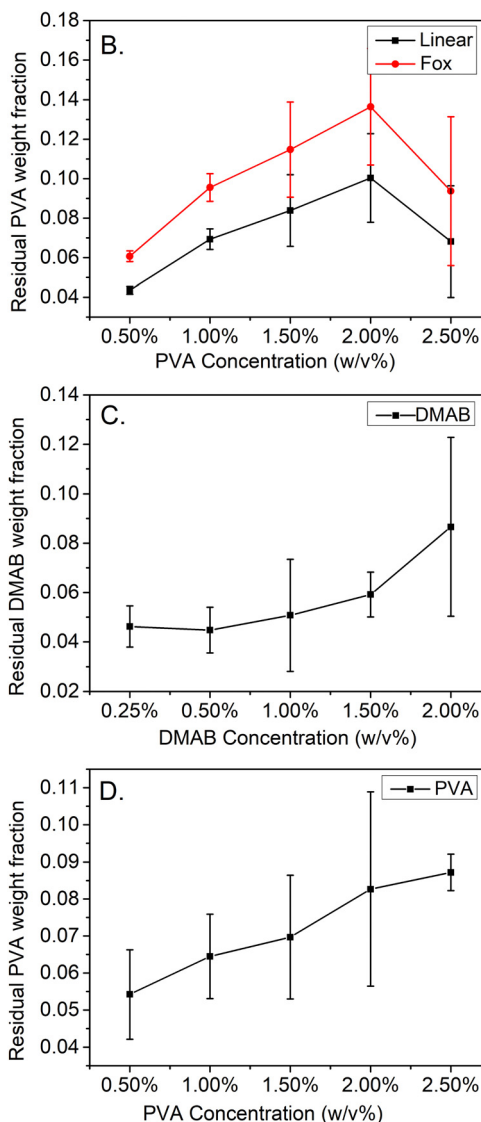 B.
Linear
Fox
0.18
0.16
0.14
0.12
0.10
0.08
0.06
0.04
Residual PVA weight fraction
0.50% 1.00% 1.50% 2.00% 2.50%
PVA Concentration (w/v%)
C.
DMAB
0.14
0.12
0.10
0.08
0.06
0.04
0.02
Residual DMAB weight fraction
0.25% 0.50% 1.00% 1.50% 2.00%
DMAB Concentration (w/v%)
D.
PVA
0.11
0.10
0.09
0.08
0.07
0.06
0.05
0.04
Residual PVA weight fraction
0.50% 1.00% 1.50% 2.00% 2.50%
PVA Concentration (w/v%)